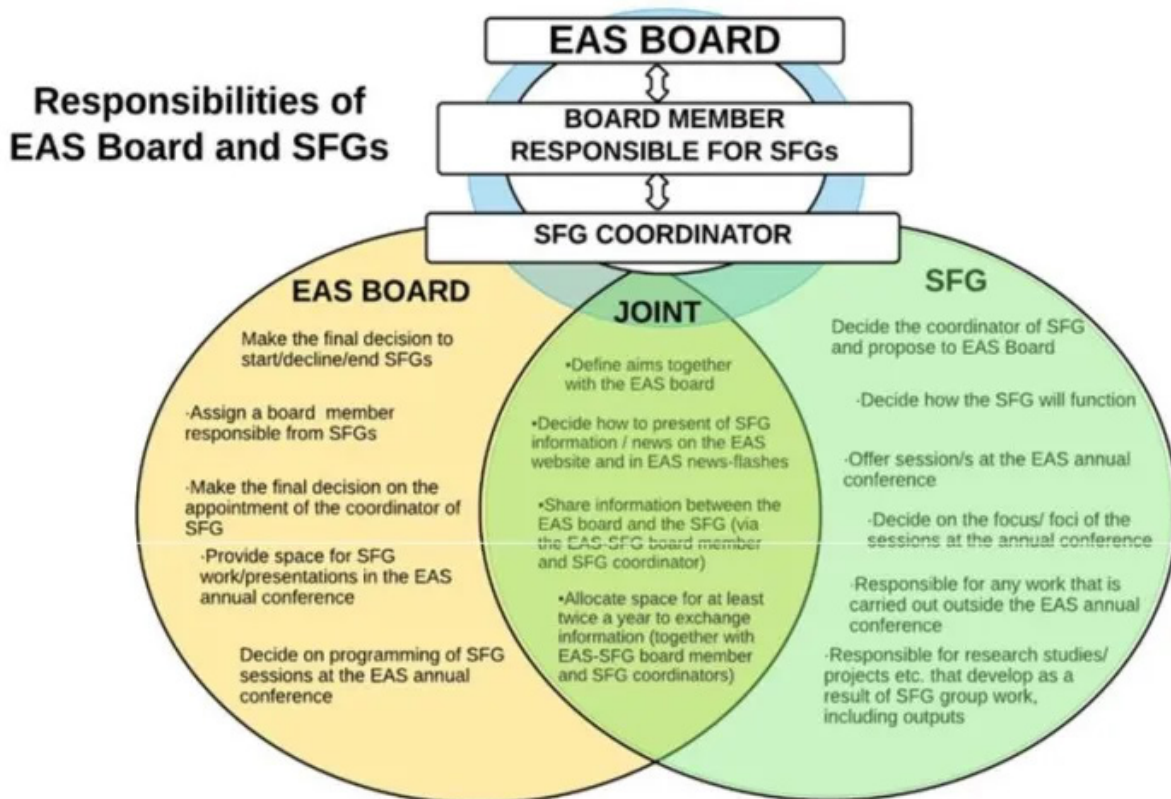 EAS BOARD
Responsibilities of
EAS Board and SFGs
BOARD MEMBER
RESPONSIBLE FOR SFGs
SFG COORDINATOR
EAS BOARD
Make the final decision to
start/decline/end SFGs
·Assign a board member
responsible from SFGs
·Make the final decision on the
appointment of the coordinator of
SFG
·Provide space for SFG
work/presentations in the EAS
annual conference
Decide on programming of SFG
sessions at the EAS annual
conference
JOINT
•Define aims together
with the EAS board
•Decide how to present of SFG
information / news on the EAS
website and in EAS news-flashes
•Share information between the
EAS board and the SFG (via
the EAS-SFG board member
and SFG coordinator)
•Allocate space for at least
twice a year to exchange
information (together with
EAS-SFG board member
and SFG coordinators)
SFG
Decide the coordinator of SFG
and propose to EAS Board
·Decide how the SFG will function
·Offer session/s at the EAS annual
conference
·Decide on the focus/ foci of the
sessions at the annual conference
·Responsible for any work that is
carried out outside the EAS annual
conference
·Responsible for research studies/
projects etc. that develop as a
result of SFG group work,
including outputs